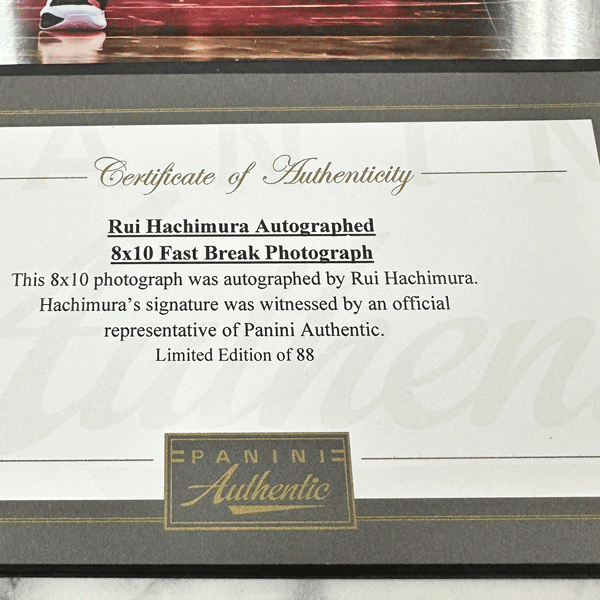 Certificate of Authenticity
Rui Hachimura Autographed
8x10 Fast Break Photograph
This 8x10 photograph was autographed by Rui Hachimura.
Hachimura's signature was witnessed by an official
representative of Panini Authentic.
Limited Edition of 88
PANINI
Authentic